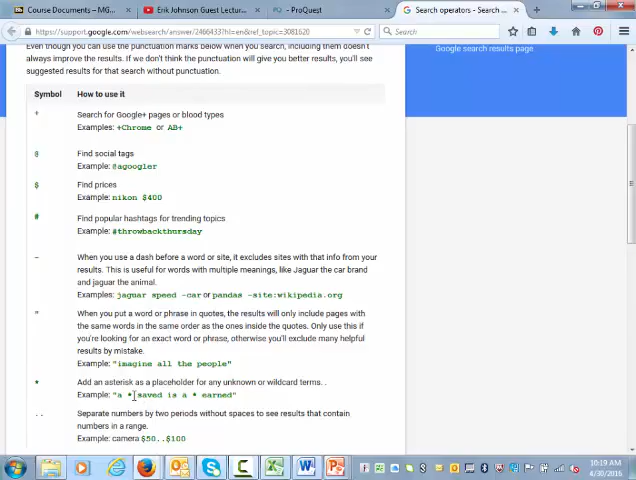 Course Documents – MG...
Erik Johnson Guest Lectur...
- ProQuest
Search operators - Search ...
https://support.google.com/websearch/answer/2466433?hl=en&ref_topic=3081620
Search
Even though you can use the punctuation marks below when you search, including them doesn't
always improve the results. If we don't think the punctuation will give you better results, you'll see
suggested results for that search without punctuation.
Google search results page
Symbol How to use it
+ Search for Google+ pages or blood types
Examples: +Chrome or AB+
@ Find social tags
Example: @agoogler
$ Find prices
Example: nikon $400
# Find popular hashtags for trending topics
Example: #throwbackthursday
- When you use a dash before a word or site, it excludes sites with that info from your
results. This is useful for words with multiple meanings, like Jaguar the car brand
and jaguar the animal.
Examples: jaguar speed -car or pandas -site:wikipedia.org
" When you put a word or phrase in quotes, the results will only include pages with
the same words in the same order as the ones inside the quotes. Only use this if
you're looking for an exact word or phrase, otherwise you'll exclude many helpful
results by mistake.
Example: "imagine all the people"
* Add an asterisk as a placeholder for any unknown or wildcard terms. .
Example: "a * saved is a * earned"
.. Separate numbers by two periods without spaces to see results that contain
numbers in a range.
Example: camera $50..$100
10:19 AM
4/30/2016